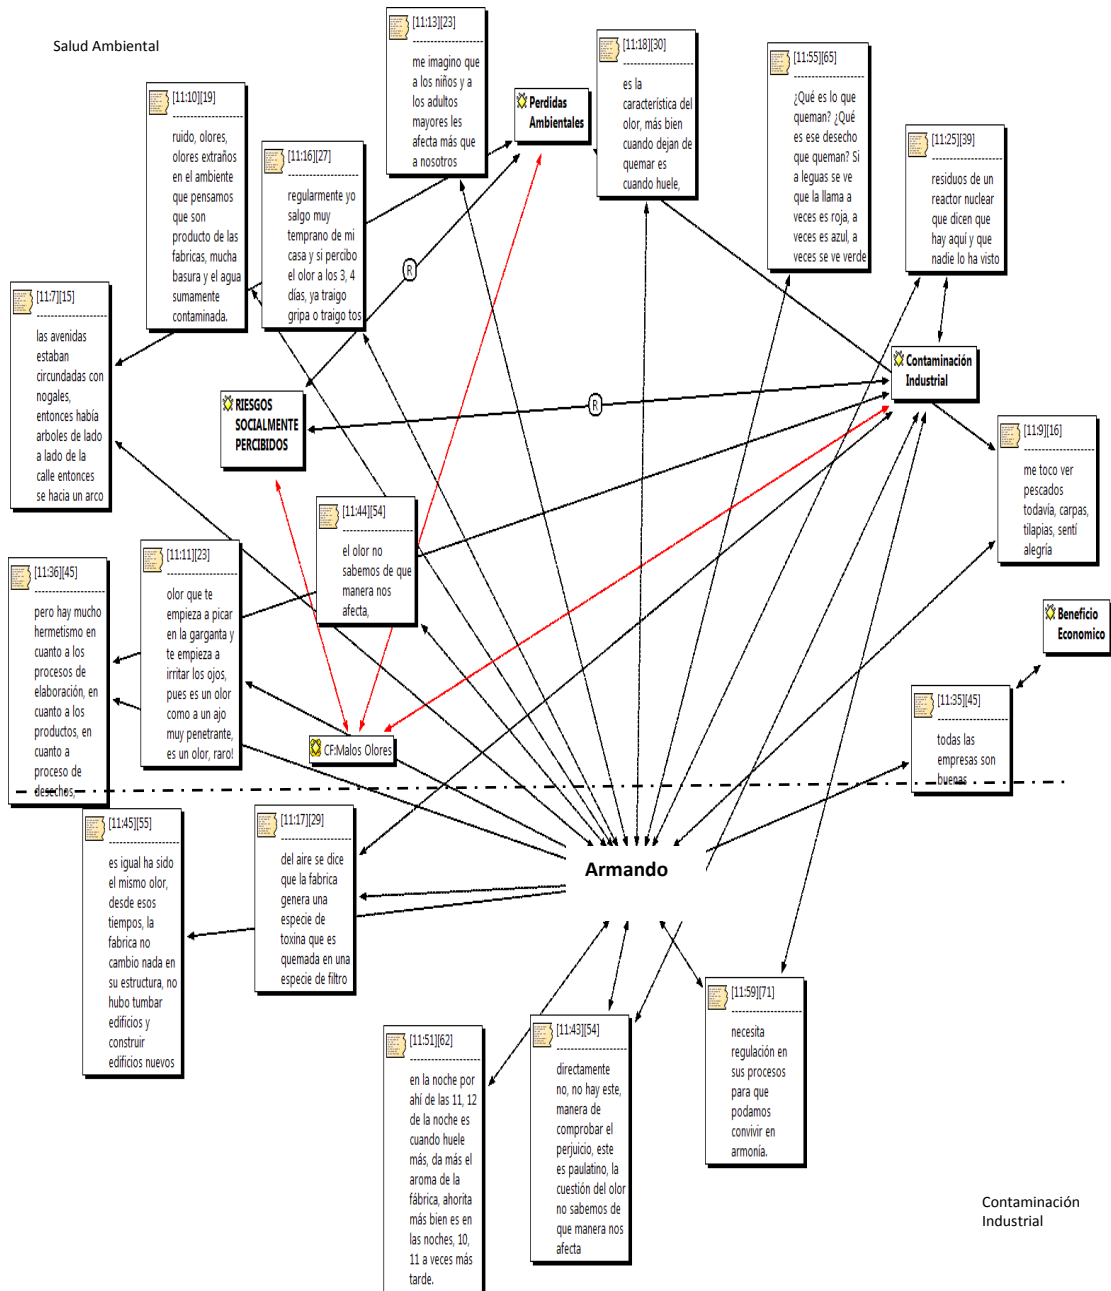 Salud Ambiental
[11:13][23]
me imagino que
a los niños y a
los adultos
mayores les
afecta más que
a nosotros
[11:18][30]
es la
característica del
olor, más bien
cuando dejan de
quemar es
cuando huele,
[11:55][65]
¿Qué es lo que
queman? ¿Qué
es ese desecho
que queman? Si
a leguas se ve
que la llama a
veces es roja, a
veces es azul, a
veces se ve verde
[11:10][19]
ruido, olores,
olores extraños
en el ambiente
que pensamos
que son
producto de las
fabricas, mucha
basura y el agua
sumamente
contaminada.
Perdidas
Ambientales
[11:25][39]
residuos de un
reactor nuclear
que dicen que
hay aquí y que
nadie lo ha visto
[11:16][27]
regularmente yo
salgo muy
temprano de mi
casa y si percibo
el olor a los 3, 4
días, ya traigo
gripa o traigo tos
R
[11:7][15]
las avenidas
estaban
circundadas con
nogales,
entonces había
arboles de lado
a lado de la
calle entonces
se hacia un arco
Contaminación
Industrial
RIESGOS
SOCIALMENTE
PERCIBIDOS
R
[11:9][16]
me toco ver
pescados
todavía, carpas,
tilapias, sentí
alegría
[11:44][54]
el olor no
sabemos de que
manera nos
afecta,
[11:36][45]
pero hay mucho
hermetismo en
cuanto a los
procesos de
elaboración, en
cuanto a los
productos, en
cuanto a
proceso de
desechos,
[11:11][23]
olor que te
empieza a picar
en la garganta y
te empieza a
irritar los ojos,
pues es un olor
como a un ajo
muy penetrante,
es un olor, raro!
Beneficio
Economico
[11:35][45]
todas las
empresas son
buenas
CF:Malos Olores
[11:45][55]
es igual ha sido
el mismo olor,
desde esos
tiempos, la
fabrica no
cambio nada en
su estructura, no
hubo tumbar
edificios y
construir
edificios nuevos
[11:17][29]
del aire se dice
que la fabrica
genera una
especie de
toxina que es
quemada en una
especie de filtro
Armando
[11:51][62]
en la noche por
ahí de las 11, 12
de la noche es
cuando huele
más, da más el
aroma de la
fábrica, ahorita
más bien es en
las noches, 10,
11 a veces más
tarde.
[11:43][54]
directamente
no, no hay este,
manera de
comprobar el
perjuicio, este
es paulatino, la
cuestión del olor
no sabemos de
que manera nos
afecta
[11:59][71]
necesita
regulación en
sus procesos
para que
podamos
convivir en
armonía.
Contaminación
Industrial